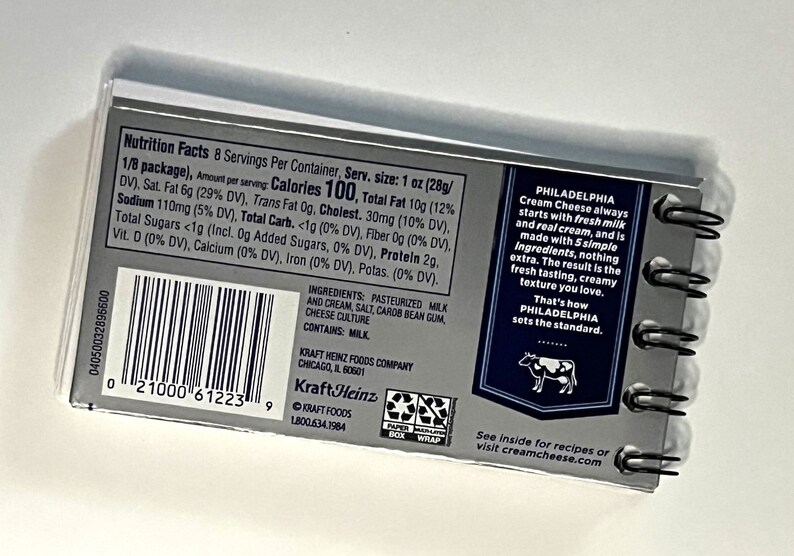 Nutrition Facts 8 Servings Per Container, Serv. size: 1 oz (28g/
1/8 package), Amount per serving: Calories 100, Total Fat 10g (12%
DV), Sat. Fat 6g (29% DV), Trans Fat 0g, Cholest. 30mg (10% DV),
Sodium 110mg (5% DV), Total Carb. <1g (0% DV), Fiber 0g (0% DV),
Total Sugars <1g (Incl. 0g Added Sugars, 0% DV), Protein 2g,
Vit. D (0% DV), Calcium (0% DV), Iron (0% DV), Potas. (0% DV).
04050032896600
0 21000 61223 9
INGREDIENTS: PASTEURIZED MILK
AND CREAM, SALT, CAROB BEAN GUM,
CHEESE CULTURE
CONTAINS: MILK.
KRAFT HEINZ FOODS COMPANY
CHICAGO, IL 60601
KraftHeinz
© KRAFT FOODS
1.800.634.1984
PAPER
BOX
MULTI-LAYER
WRAP
PHILADELPHIA
Cream Cheese always
starts with fresh milk
and real cream, and is
made with 5 simple
ingredients, nothing
extra. The result is the
fresh tasting, creamy
texture you love.
That's how
PHILADELPHIA
sets the standard.
See inside for recipes or
visit creamcheese.com